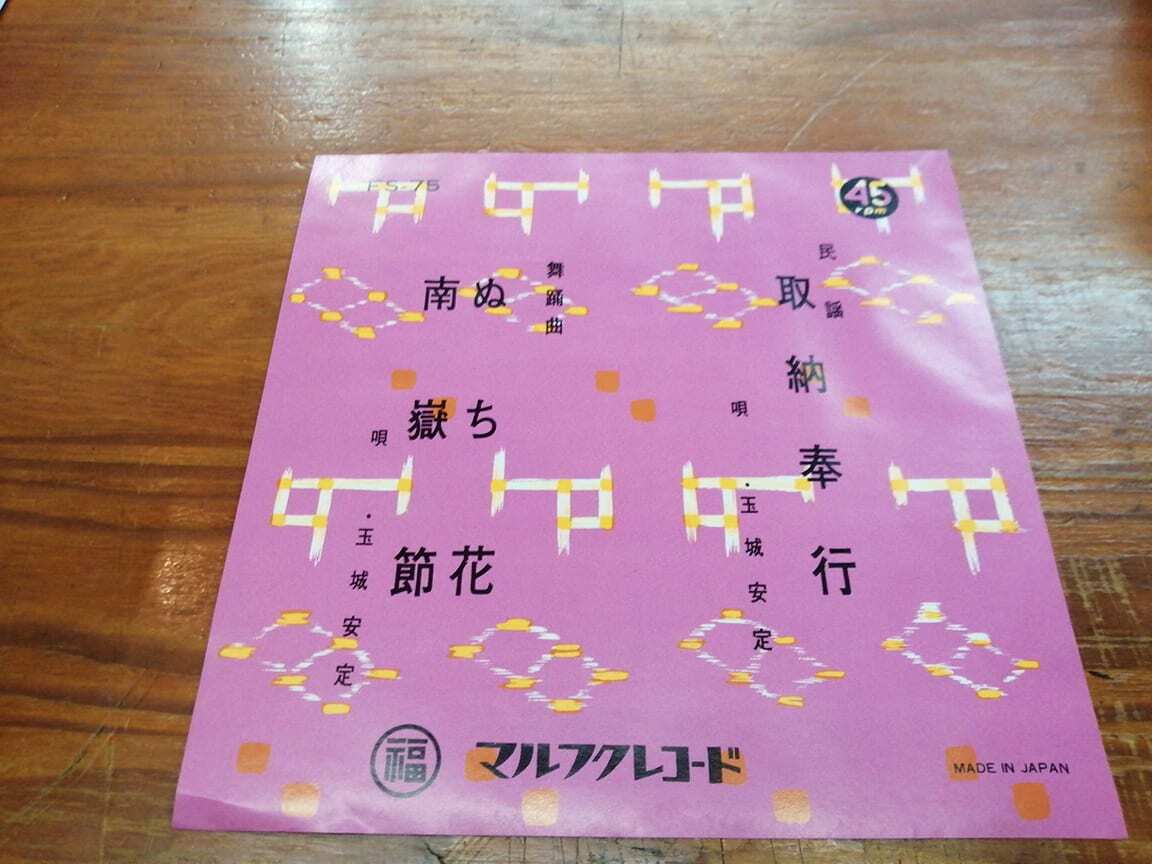 FS-75
45
rpm
民謡
取納奉行
唄・玉城安定
舞踊曲
ぬち花
南嶽節
唄・玉城安定
福
マルフクレコード
MADE IN JAPAN